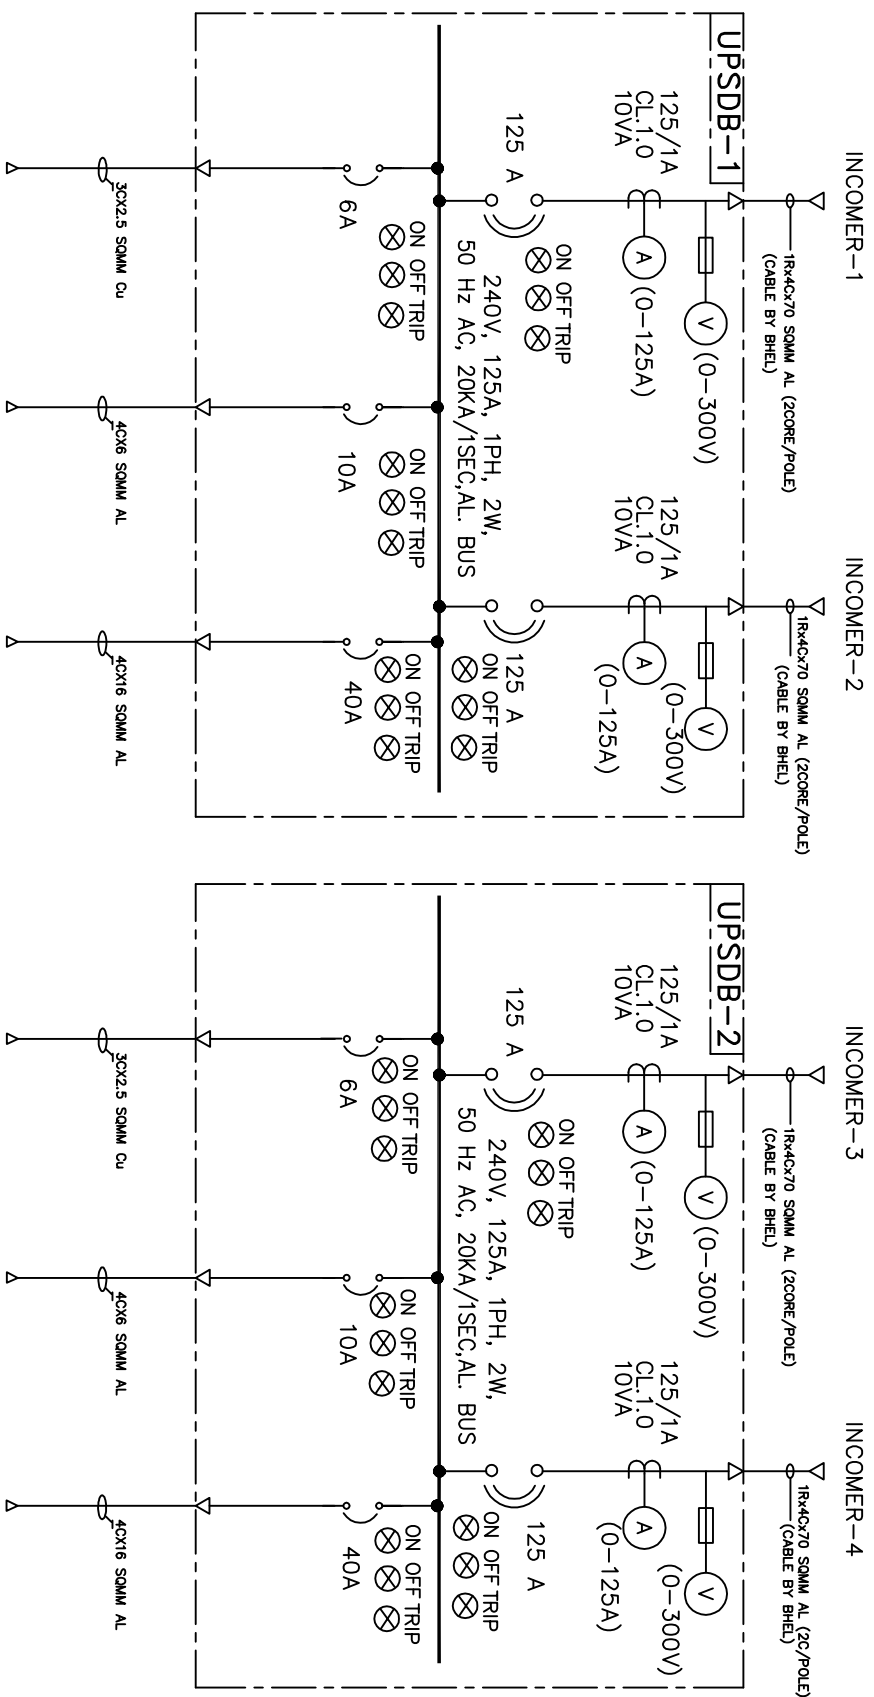 INCOMER-1
1Rx4Cx70 SQMM AL (2CORE/POLE)
(CABLE BY BHEL)
INCOMER-2
1Rx4Cx70 SQMM AL (2CORE/POLE)
(CABLE BY BHEL)
UPSDB-1
V
(0-300V)
125/1A
CL.1.0
10VA
A
(0-125A)
125 A
ON OFF TRIP
V
(0-300V)
125/1A
CL.1.0
10VA
A
(0-125A)
125 A
ON OFF TRIP
240V, 125A, 1PH, 2W,
50 Hz AC, 20KA/1SEC,AL. BUS
ON OFF TRIP
6A
3CX2.5 SQMM Cu
ON OFF TRIP
10A
4CX6 SQMM AL
ON OFF TRIP
40A
4CX16 SQMM AL
INCOMER-3
1Rx4Cx70 SQMM AL (2CORE/POLE)
(CABLE BY BHEL)
INCOMER-4
1Rx4Cx70 SQMM AL (2C/POLE)
(CABLE BY BHEL)
UPSDB-2
V
(0-300V)
125/1A
CL.1.0
10VA
A
(0-125A)
125 A
ON OFF TRIP
V
(0-300V)
125/1A
CL.1.0
10VA
A
(0-125A)
125 A
ON OFF TRIP
240V, 125A, 1PH, 2W,
50 Hz AC, 20KA/1SEC,AL. BUS
ON OFF TRIP
6A
3CX2.5 SQMM Cu
ON OFF TRIP
10A
4CX6 SQMM AL
ON OFF TRIP
40A
4CX16 SQMM AL